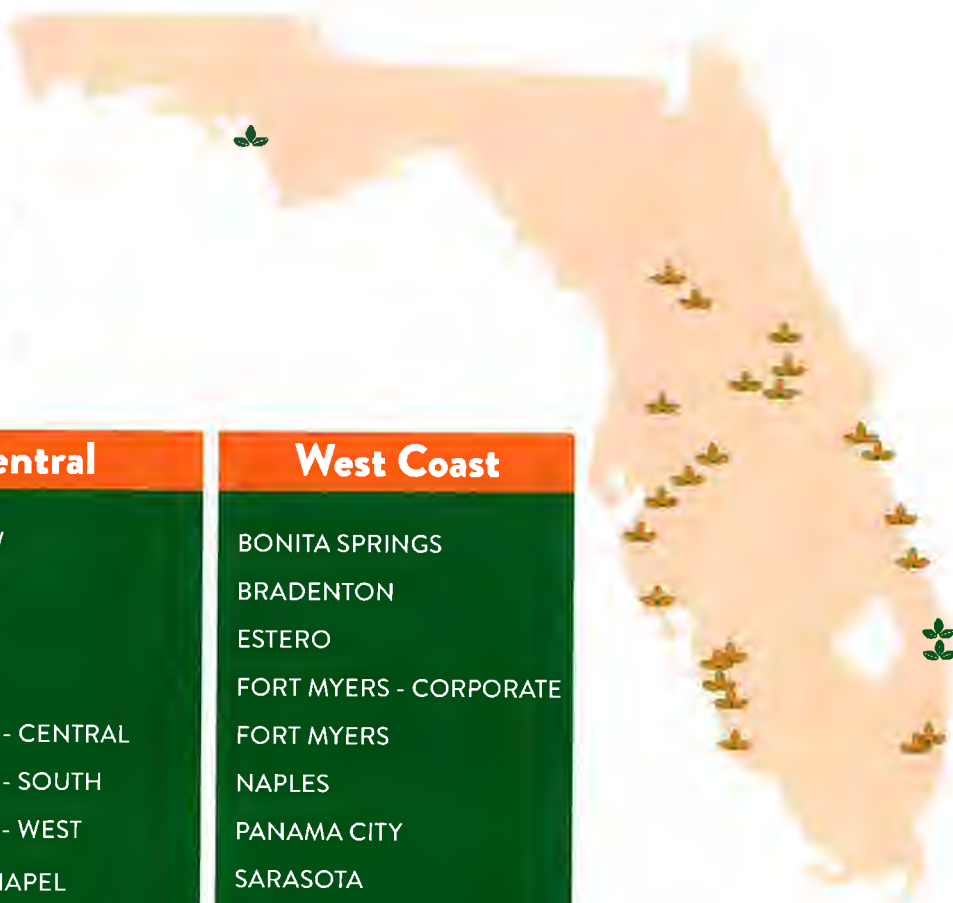 entral
- CENTRAL
- SOUTH
- WEST
HAPEL
West Coast
BONITA SPRINGS
BRADENTON
ESTERO
FORT MYERS - CORPORATE
FORT MYERS
NAPLES
PANAMA CITY
SARASOTA